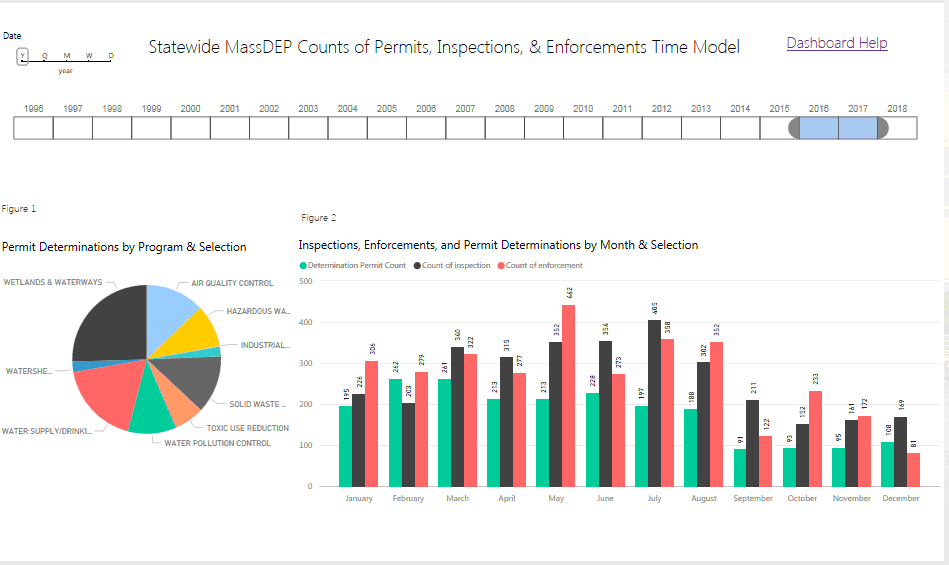 Date
Statewide MassDEP Counts of Permits, Inspections, & Enforcements Time Model
Dashboard Help
Y Q M W D
year
1996 1997 1998 1999 2000 2001 2002 2003 2004 2005 2006 2007 2008 2009 2010 2011 2012 2013 2014 2015 2016 2017 2018
Figure 1
Permit Determinations by Program & Selection
WETLANDS & WATERWAYS
AIR QUALITY CONTROL
HAZARDOUS WA...
INDUSTRIAL...
WATERSHE...
SOLID WASTE ...
TOXIC USE REDUCTION
WATER SUPPLY/DRINKI...
WATER POLLUTION CONTROL
Figure 2
Inspections, Enforcements, and Permit Determinations by Month & Selection
Determination Permit Count Count of inspection Count of enforcement
500
400
300
200
100
0
195 226 306
262 203 279
261 340 322
213 315 277
213 352 442
228 354 273
197 405 358
188 302 352
91 211 122
93 152 233
95 161 172
108 169 81
January February March April May June July August September October November December